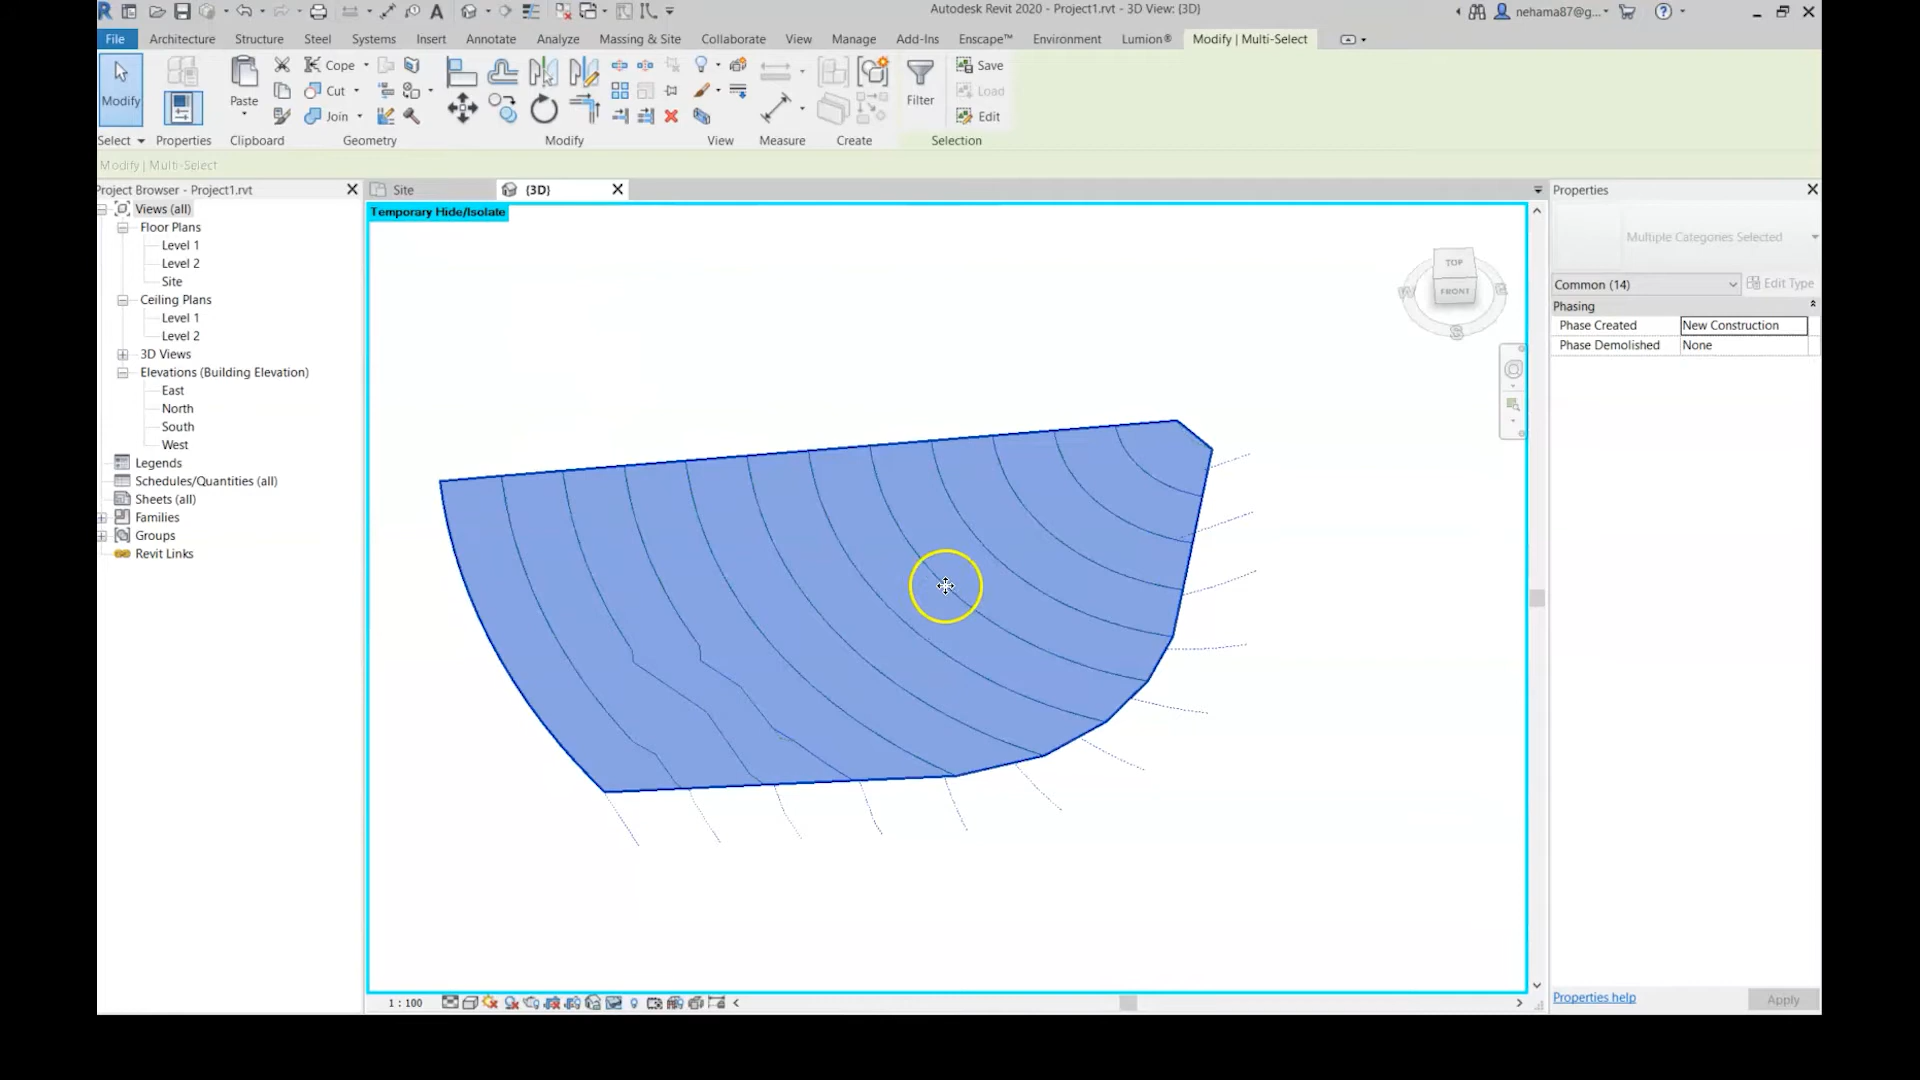 Autodesk Revit 2020 - Project1.rvt - 3D View: {3D}
nehama87@g...
File Architecture Structure Steel Systems Insert Annotate Analyze Massing & Site Collaborate View Manage Add-Ins Enscape™ Environment Lumion® Modify | Multi-Select
Modify
Paste
Cope
Cut
Join
Filter
Save
Load
Edit
Select Properties Clipboard Geometry Modify View Measure Create Selection
Modify | Multi-Select
Project Browser - Project1.rvt
Views (all)
Floor Plans
Level 1
Level 2
Site
Ceiling Plans
Level 1
Level 2
3D Views
Elevations (Building Elevation)
East
North
South
West
Legends
Schedules/Quantities (all)
Sheets (all)
Families
Groups
Revit Links
Site
{3D}
Temporary Hide/Isolate
TOP
FRONT
W
S
1 : 100
Properties
Multiple Categories Selected
Common (14)
Edit Type
Phasing
Phase Created New Construction
Phase Demolished None
Properties help
Apply